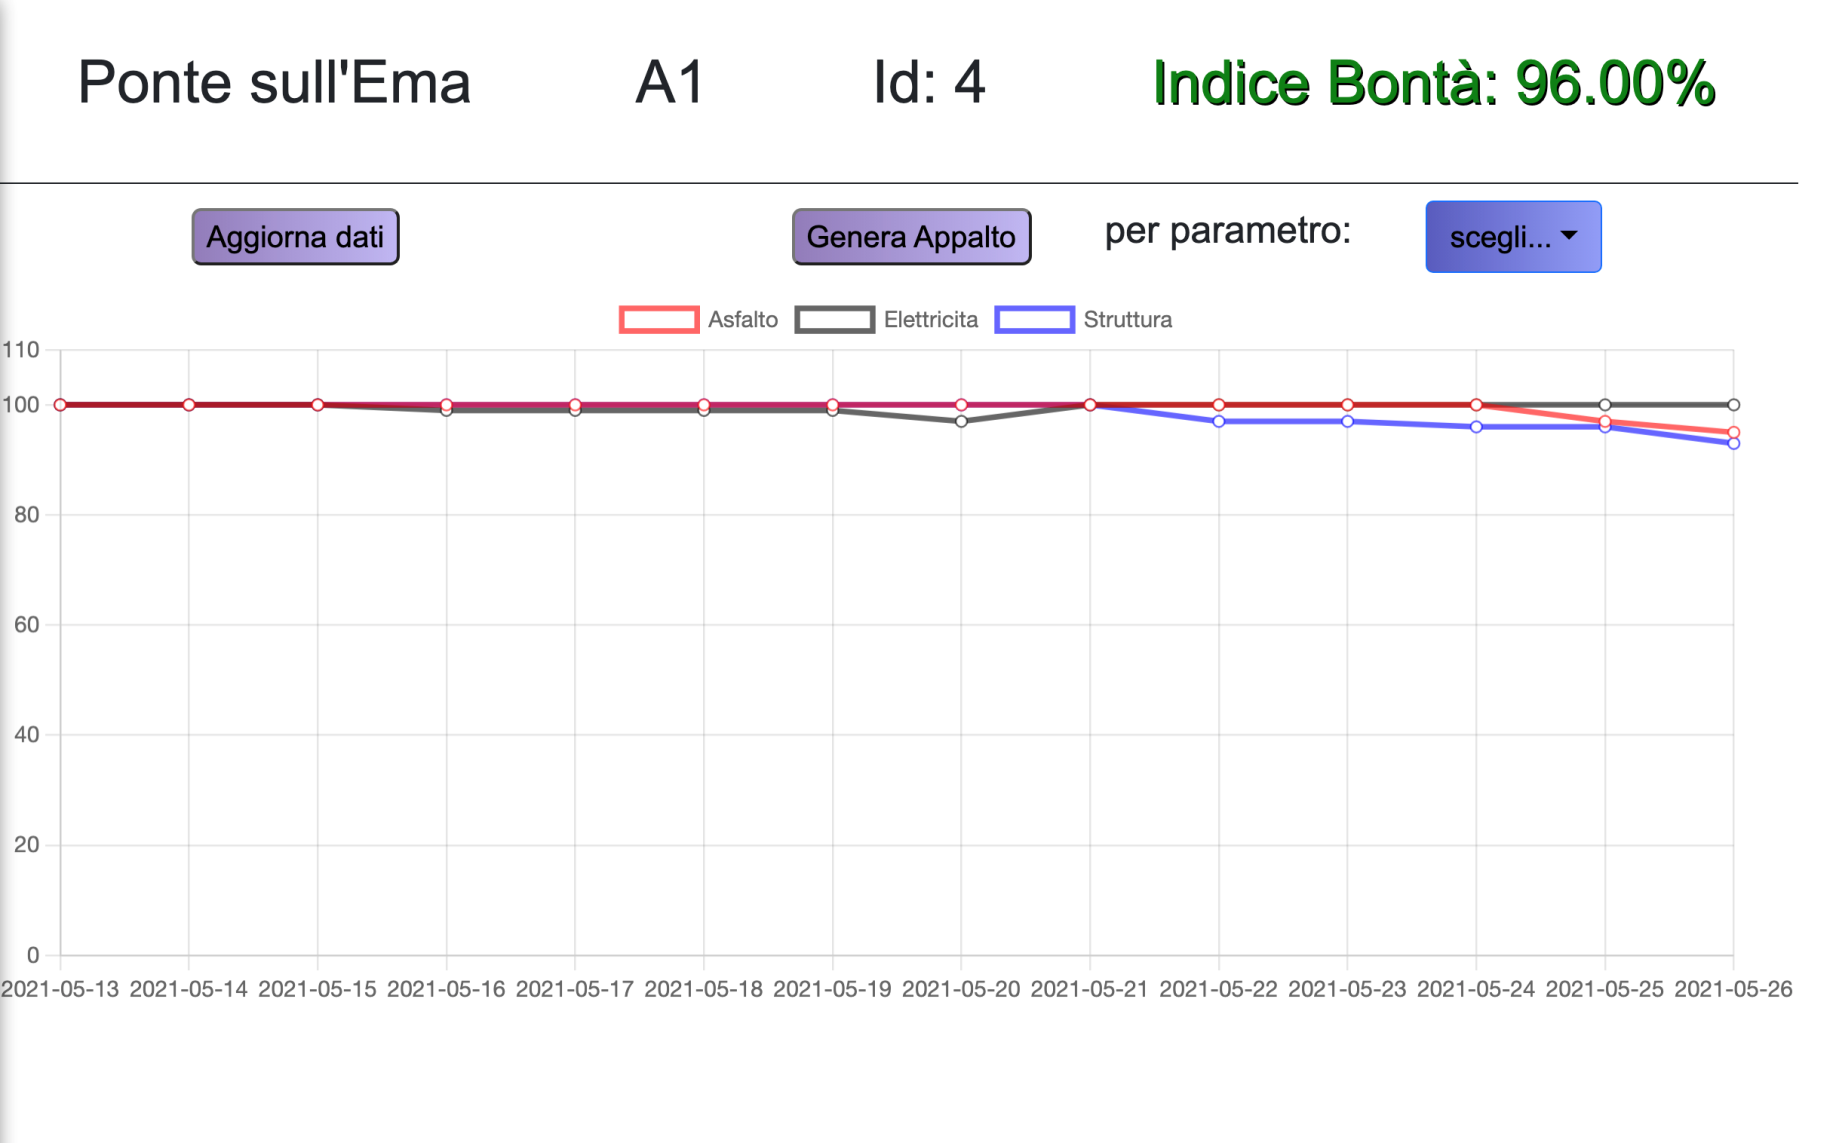 Ponte sull'Ema A1 Id: 4 Indice Bontà: 96.00%
Aggiorna dati Genera Appalto per parametro: scegli...
Asfalto Elettricita Struttura
110
100
80
60
40
20
0
2021-05-13 2021-05-14 2021-05-15 2021-05-16 2021-05-17 2021-05-18 2021-05-19 2021-05-20 2021-05-21 2021-05-22 2021-05-23 2021-05-24 2021-05-25 2021-05-26